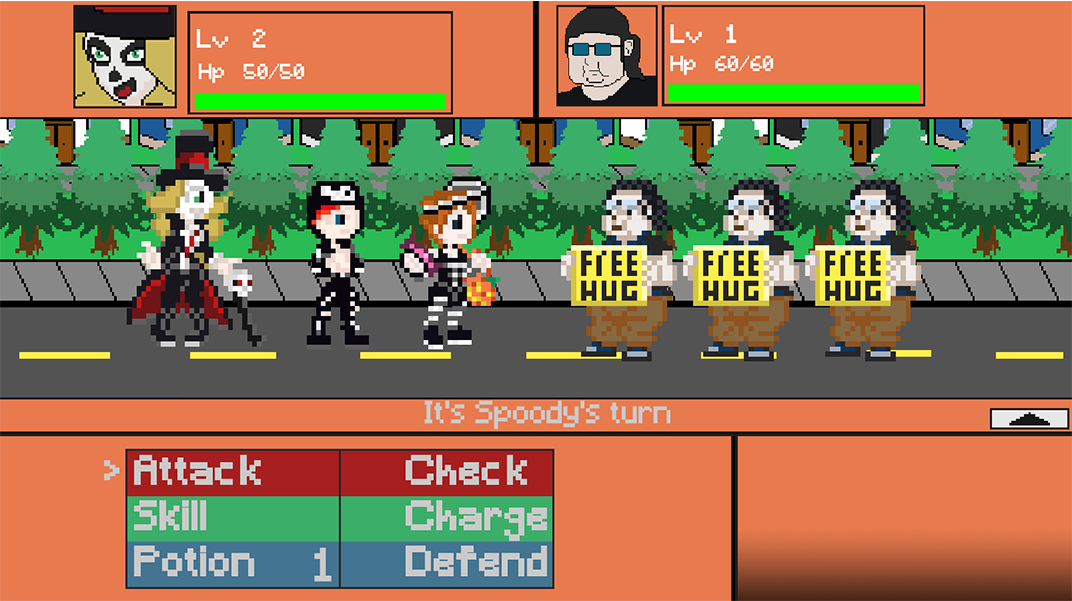 Lv 2
Hp 50/50
Lv 1
Hp 60/60
FREE
HUG
FREE
HUG
FREE
HUG
It's Spoody's turn
> Attack Check
Skill Charge
Potion 1 Defend